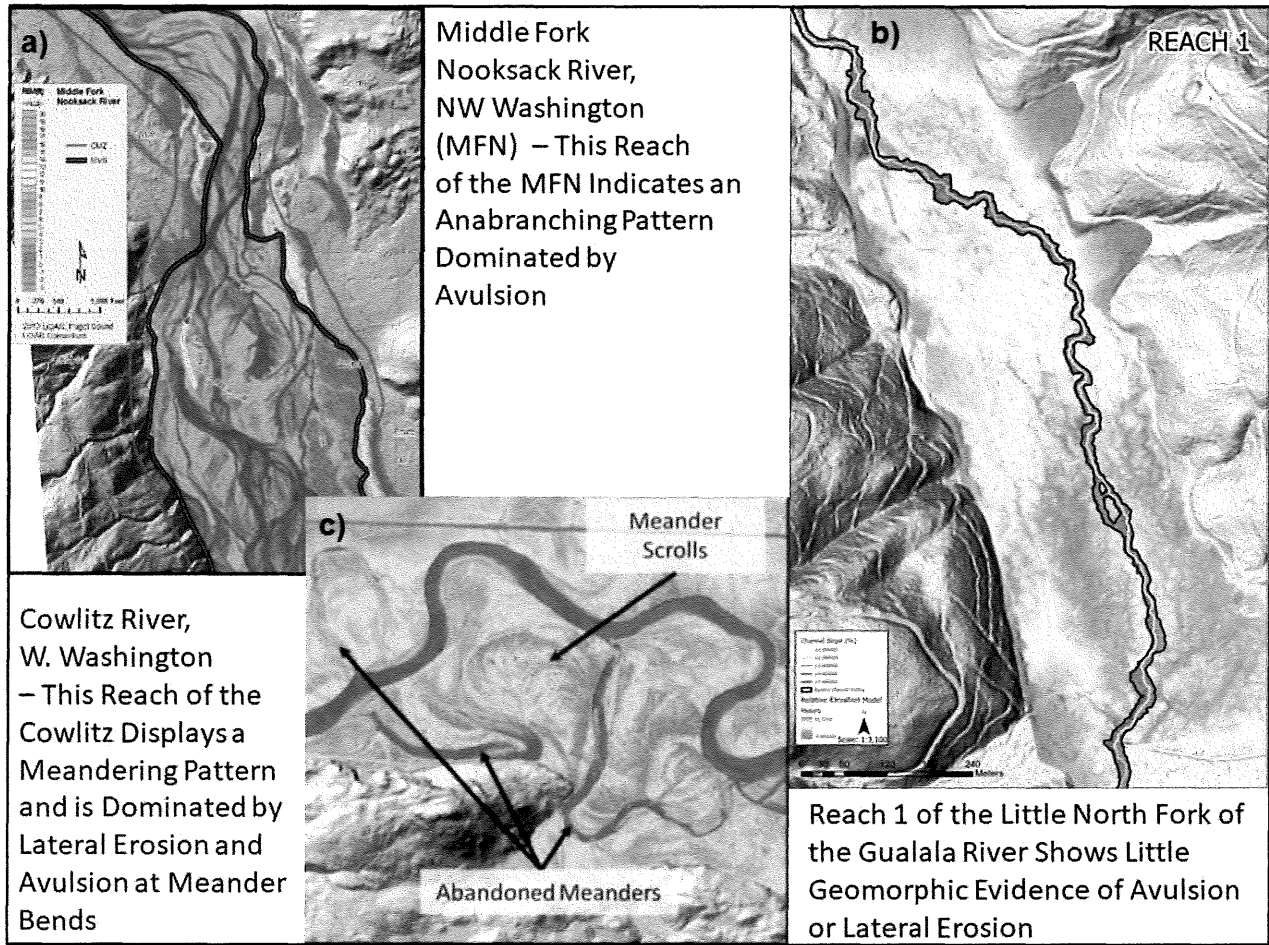 a)
Middle Fork
Nooksack River
CMZ
N
Middle Fork
Nooksack River,
NW Washington
(MFN) – This Reach
of the MFN Indicates an
Anabranching Pattern
Dominated by
Avulsion
b)
REACH 1
c)
Meander
Scrolls
Abandoned Meanders
Cowlitz River,
W. Washington
– This Reach of the
Cowlitz Displays a
Meandering Pattern
and is Dominated by
Lateral Erosion and
Avulsion at Meander
Bends
240
Meters
Reach 1 of the Little North Fork of
the Gualala River Shows Little
Geomorphic Evidence of Avulsion
or Lateral Erosion